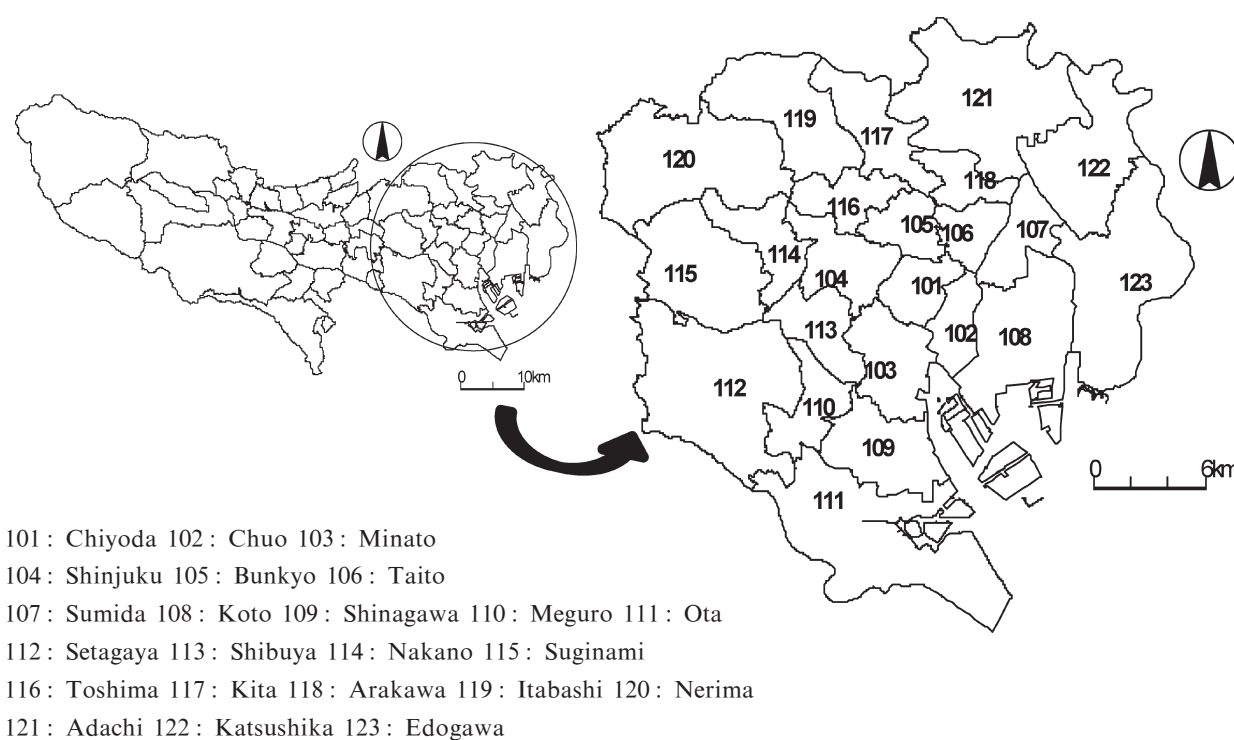 121
119
117
120
122
118
116
105
106
107
114
115
104
101
123
113
102
108
103
112
110
109
111
0 10km
0 6km
101 : Chiyoda 102 : Chuo 103 : Minato
104 : Shinjuku 105 : Bunkyo 106 : Taito
107 : Sumida 108 : Koto 109 : Shinagawa 110 : Meguro 111 : Ota
112 : Setagaya 113 : Shibuya 114 : Nakano 115 : Suginami
116 : Toshima 117 : Kita 118 : Arakawa 119 : Itabashi 120 : Nerima
121 : Adachi 122 : Katsushika 123 : Edogawa